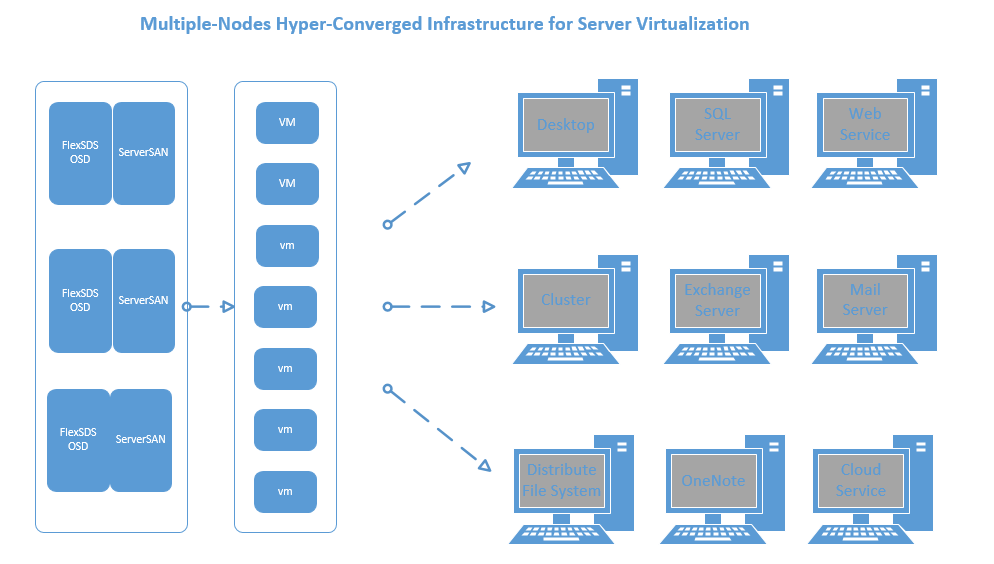 Multiple-Nodes Hyper-Converged Infrastructure for Server Virtualization
FlexSDS
OSD
ServerSAN
FlexSDS
OSD
ServerSAN
FlexSDS
OSD
ServerSAN
VM
VM
vm
vm
vm
vm
vm
Desktop
SQL
Server
Web
Service
Cluster
Exchange
Server
Mail
Server
Distribute
File System
OneNote
Cloud
Service